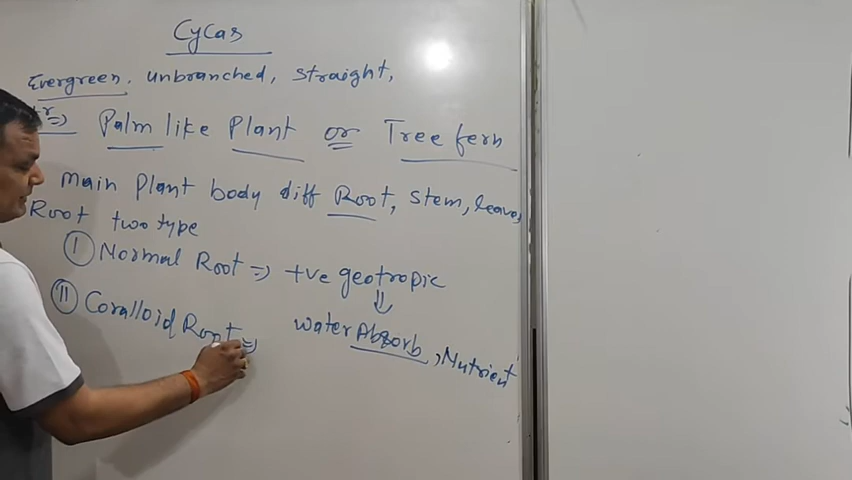 Cycas
Evergreen, unbranched, straight,
⇒ Palm like Plant or Tree fern
Main Plant body diff Root, stem, leaves
Root two type
I Normal Root ⇒ +ve geotropic
⇓
II Coralloid Root ⇒
water Absorb, Nutrient